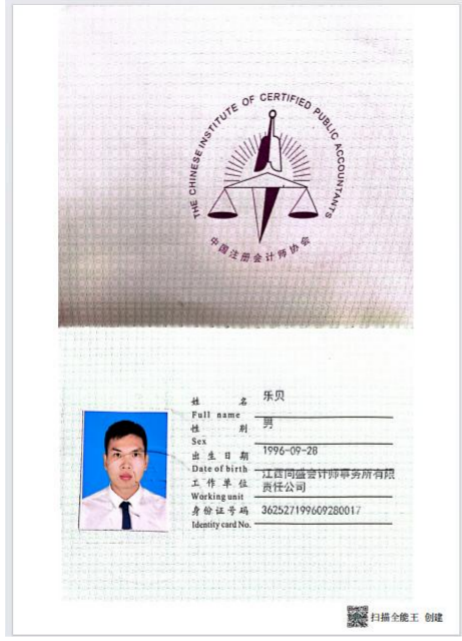 THE CHINESE INSTITUTE OF CERTIFIED PUBLIC ACCOUNTANTS
中国注册会计师协会
姓 名 乐贝
Full name
性 别 男
Sex
出生日期 1996-09-28
Date of birth
工作单位 江西同盛会计师事务所有限
责任公司
Working unit
身份证号码 362527199609280017
Identity card No.
扫描全能王 创建